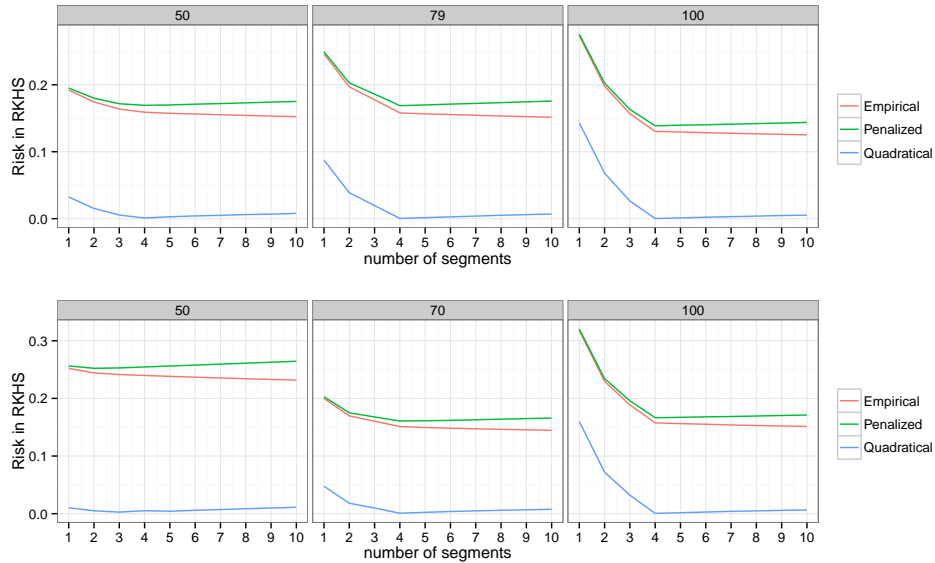 50 79 100
Risk in RKHS
0.2
0.1
0.0
1 2 3 4 5 6 7 8 9 10 1 2 3 4 5 6 7 8 9 10 1 2 3 4 5 6 7 8 9 10
number of segments
Empirical
Penalized
Quadratical
50 70 100
Risk in RKHS
0.3
0.2
0.1
0.0
1 2 3 4 5 6 7 8 9 10 1 2 3 4 5 6 7 8 9 10 1 2 3 4 5 6 7 8 9 10
number of segments
Empirical
Penalized
Quadratical